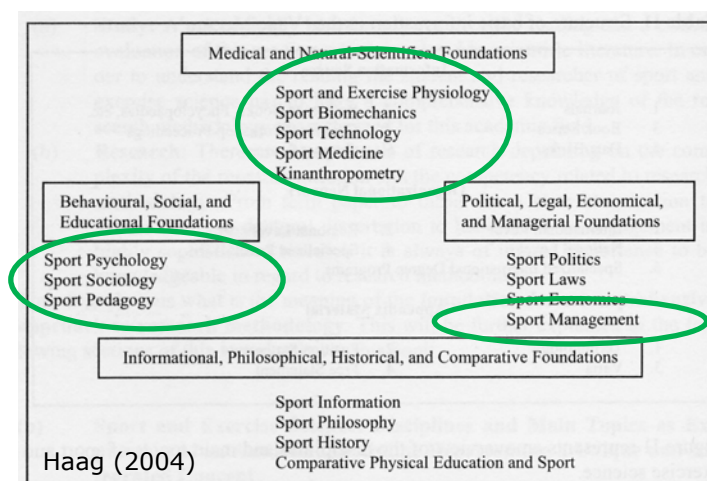 Medical and Natural-Scientifical Foundations
Sport and Exercise Physiology
Sport Biomechanics
Sport Technology
Sport Medicine
Kinanthropometry
Behavioural, Social, and
Educational Foundations
Sport Psychology
Sport Sociology
Sport Pedagogy
Political, Legal, Economical,
and Managerial Foundations
Sport Politics
Sport Laws
Sport Economics
Sport Management
Informational, Philosophical, Historical, and Comparative Foundations
Sport Information
Sport Philosophy
Sport History
Comparative Physical Education and Sport
Haag (2004)